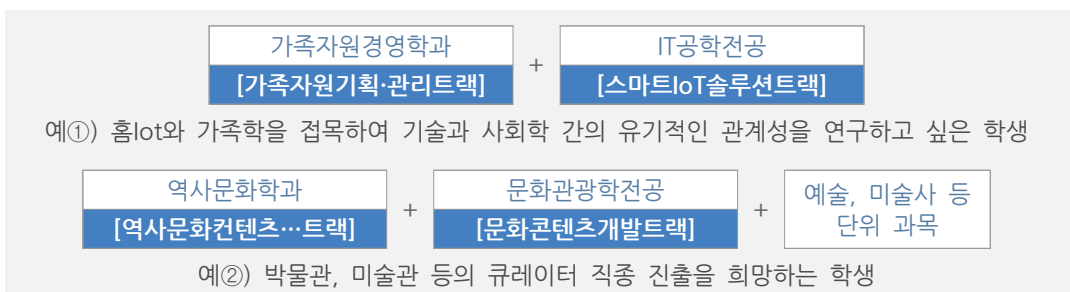 가족자원경영학과 + IT공학전공
[가족자원기획·관리트랙] [스마트IoT솔루션트랙]
예①) 홈Iot와 가족학을 접목하여 기술과 사회학 간의 유기적인 관계성을 연구하고 싶은 학생
역사문화학과 + 문화관광학전공 + 예술, 미술사 등
[역사문화컨텐츠…트랙] [문화콘텐츠개발트랙] 단위 과목
예②) 박물관, 미술관 등의 큐레이터 직종 진출을 희망하는 학생